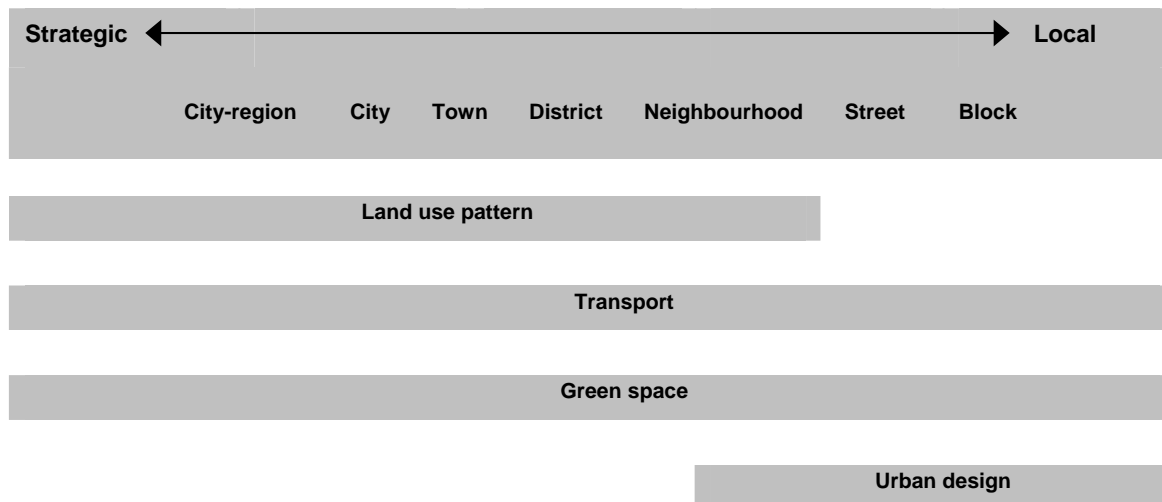 Strategic Local
City-region City Town District Neighbourhood Street Block
Land use pattern
Transport
Green space
Urban design